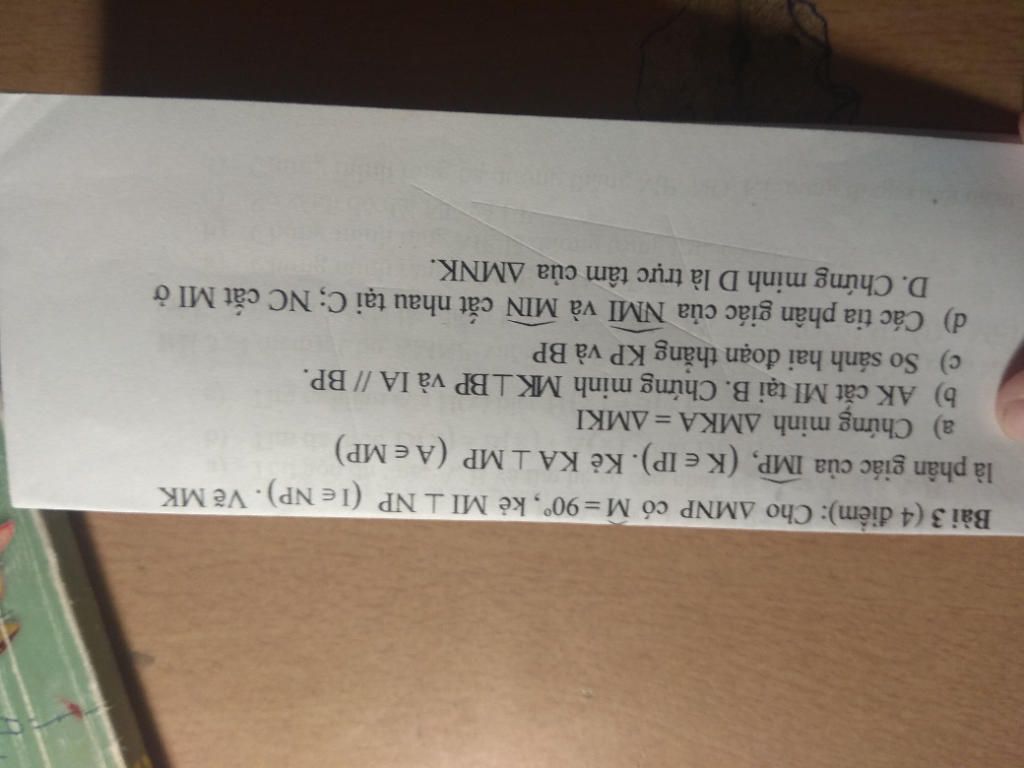 Bài 3 (4 điểm): Cho ΔMNP có M̂ = 90°, kẻ MI ⊥ NP (I ∈ NP). Vẽ MK
là phân giác của IMP, (K ∈ IP). Kẻ KA ⊥ MP (A ∈ MP)
a) Chứng minh ΔMKA = ΔMKI
b) AK cắt MI tại B. Chứng minh MK ⊥ BP và IA // BP.
c) So sánh hai đoạn thẳng KP và BP
d) Các tia phân giác của NMI và MIN cắt nhau tại C; NC cắt MI ở
D. Chứng minh D là trực tâm của ΔMNK.